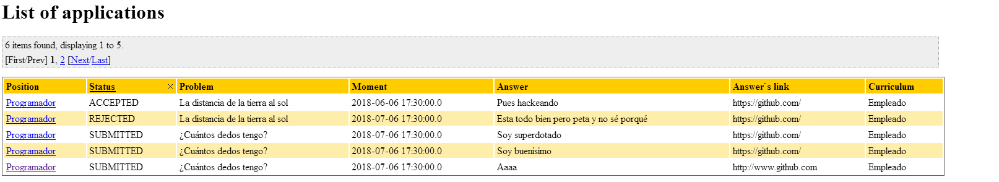 List of applications
6 items found, displaying 1 to 5.
[First/Prev] 1, 2 [Next/Last]
Position Status Problem Moment Answer Answer`s link Curriculum
Programador ACCEPTED La distancia de la tierra al sol 2018-06-06 17:30:00.0 Pues hackeando https://github.com/ Empleado
Programador REJECTED La distancia de la tierra al sol 2018-07-06 17:30:00.0 Esta todo bien pero peta y no sé porqué https://github.com/ Empleado
Programador SUBMITTED ¿Cuántos dedos tengo? 2018-07-06 17:30:00.0 Soy superdotado https://github.com/ Empleado
Programador SUBMITTED ¿Cuántos dedos tengo? 2018-07-06 17:30:00.0 Soy buenisimo https://github.com/ Empleado
Programador SUBMITTED ¿Cuántos dedos tengo? 2018-07-06 17:30:00.0 Aaaa http://www.github.com Empleado